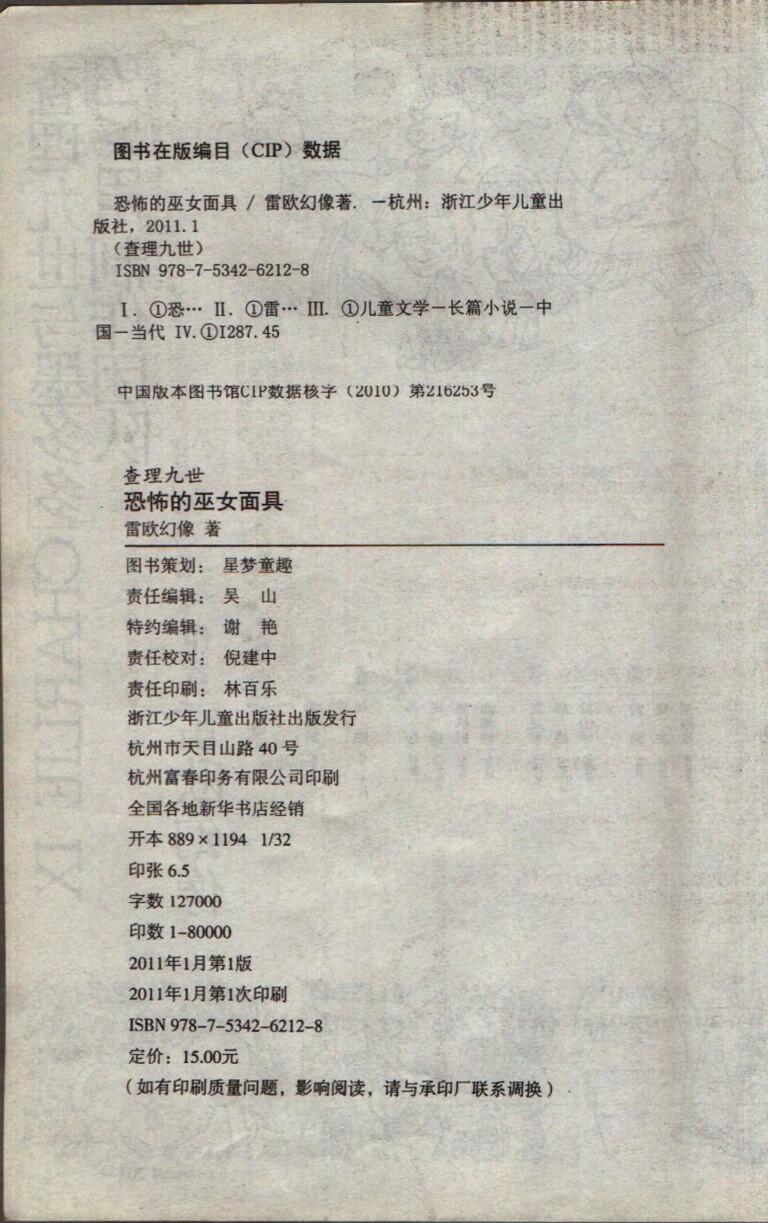 图书在版编目（CIP）数据
恐怖的巫女面具 / 雷欧幻像著. —杭州：浙江少年儿童出
版社，2011.1
（查理九世）
ISBN 978-7-5342-6212-8
Ⅰ. ①恐… Ⅱ. ①雷… Ⅲ. ①儿童文学—长篇小说—中
国—当代 Ⅳ.①I287.45
中国版本图书馆CIP数据核字（2010）第216253号
查理九世
恐怖的巫女面具
雷欧幻像 著
图书策划： 星梦童趣
责任编辑： 吴 山
特约编辑： 谢 艳
责任校对： 倪建中
责任印刷： 林百乐
浙江少年儿童出版社出版发行
杭州市天目山路 40 号
杭州富春印务有限公司印刷
全国各地新华书店经销
开本 889×1194 1/32
印张 6.5
字数 127000
印数 1-80000
2011年1月第1版
2011年1月第1次印刷
ISBN 978-7-5342-6212-8
定价：15.00元
（如有印刷质量问题，影响阅读，请与承印厂联系调换）